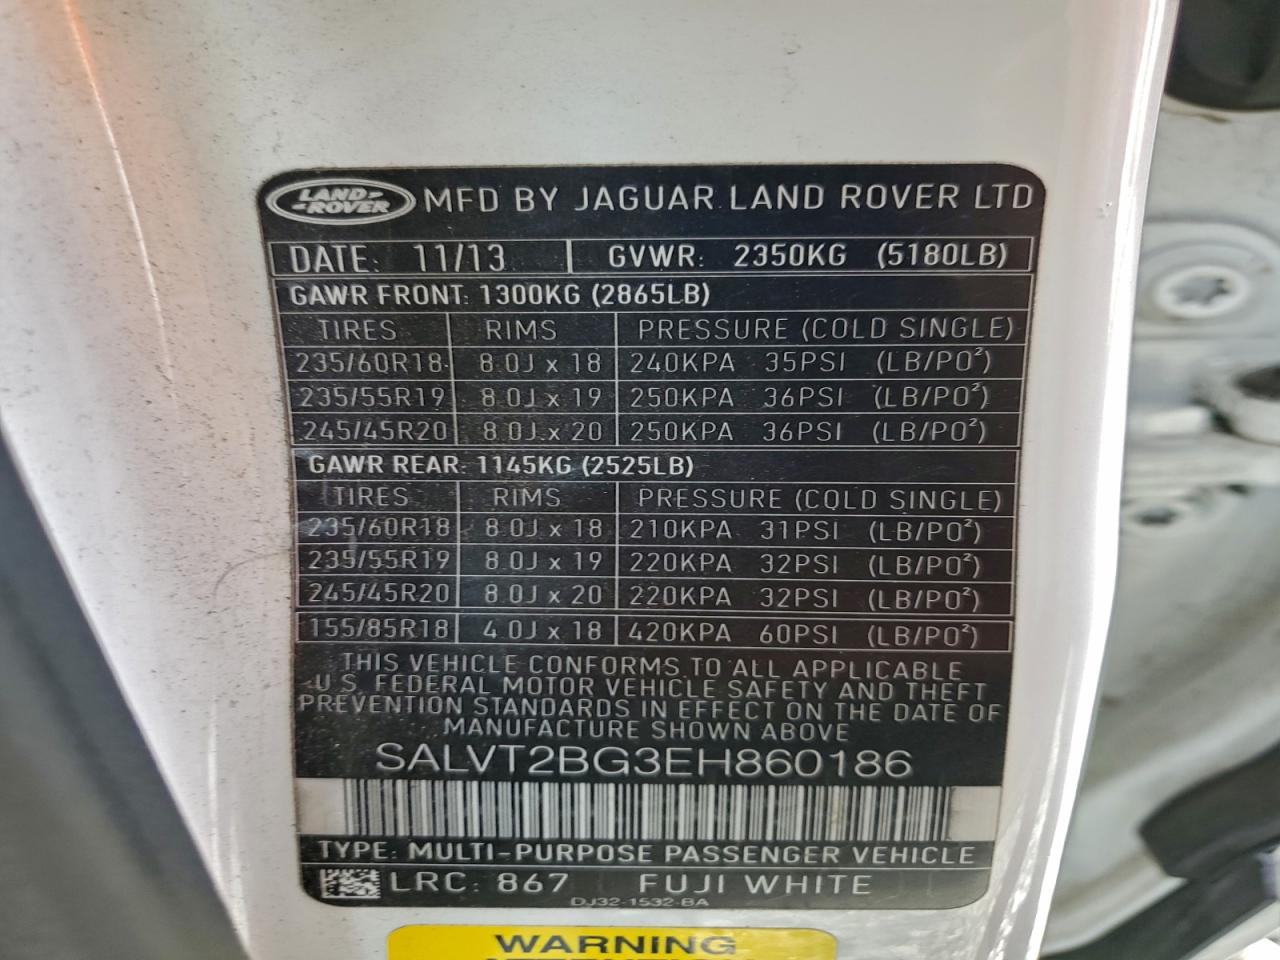 LAND ROVER MFD BY JAGUAR LAND ROVER LTD
DATE: 11/13 GVWR: 2350KG (5180LB)
GAWR FRONT: 1300KG (2865LB)
TIRES RIMS PRESSURE (COLD SINGLE)
235/60R18 8.0J x 18 240KPA 35PSI (LB/PO²)
235/55R19 8.0J x 19 250KPA 36PSI (LB/PO²)
245/45R20 8.0J x 20 250KPA 36PSI (LB/PO²)
GAWR REAR: 1145KG (2525LB)
TIRES RIMS PRESSURE (COLD SINGLE)
235/60R18 8.0J x 18 210KPA 31PSI (LB/PO²)
235/55R19 8.0J x 19 220KPA 32PSI (LB/PO²)
245/45R20 8.0J x 20 220KPA 32PSI (LB/PO²)
155/85R18 4.0J x 18 420KPA 60PSI (LB/PO²)
THIS VEHICLE CONFORMS TO ALL APPLICABLE
U.S. FEDERAL MOTOR VEHICLE SAFETY AND THEFT
PREVENTION STANDARDS IN EFFECT ON THE DATE OF
MANUFACTURE SHOWN ABOVE
SALVT2BG3EH860186
TYPE: MULTI-PURPOSE PASSENGER VEHICLE
LRC: 867 FUJI WHITE
DJ32-1532-BA
WARNING